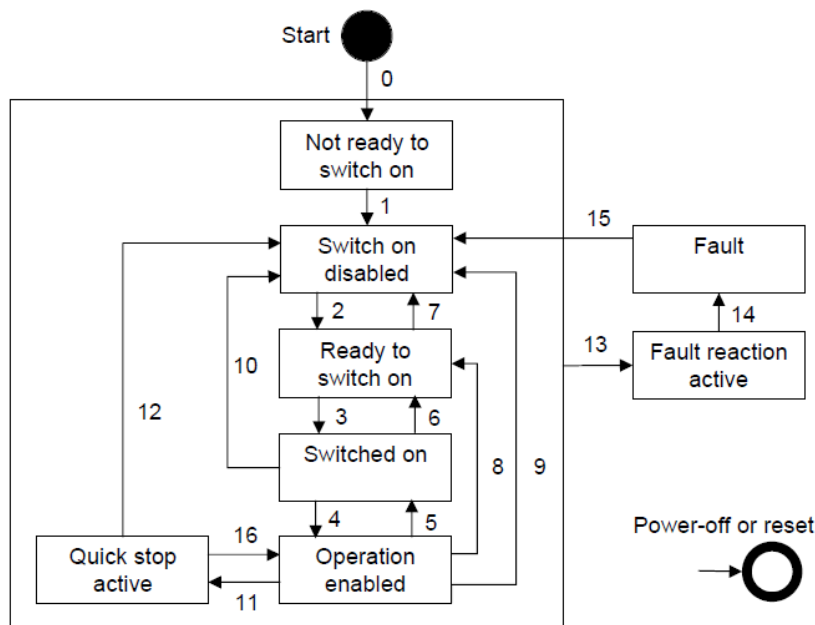 Start
0
Not ready to
switch on
1
15
Switch on
disabled
Fault
2
7
14
10
Ready to
switch on
13
Fault reaction
active
12
3
6
Switched on
8
9
4
5
Power-off or reset
16
Quick stop
active
Operation
enabled
11